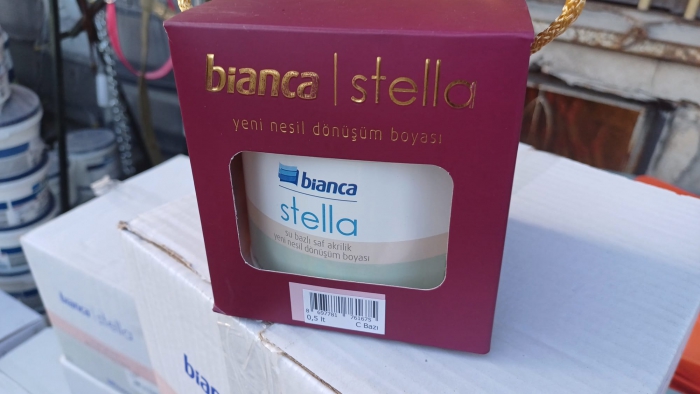 bianca | stella
yeni nesil dönüşüm boyası
bianca
stella
su bazlı saf akrilik
yeni nesil dönüşüm boyası
0,5 lt
C Bazı
bianca stella
bianca